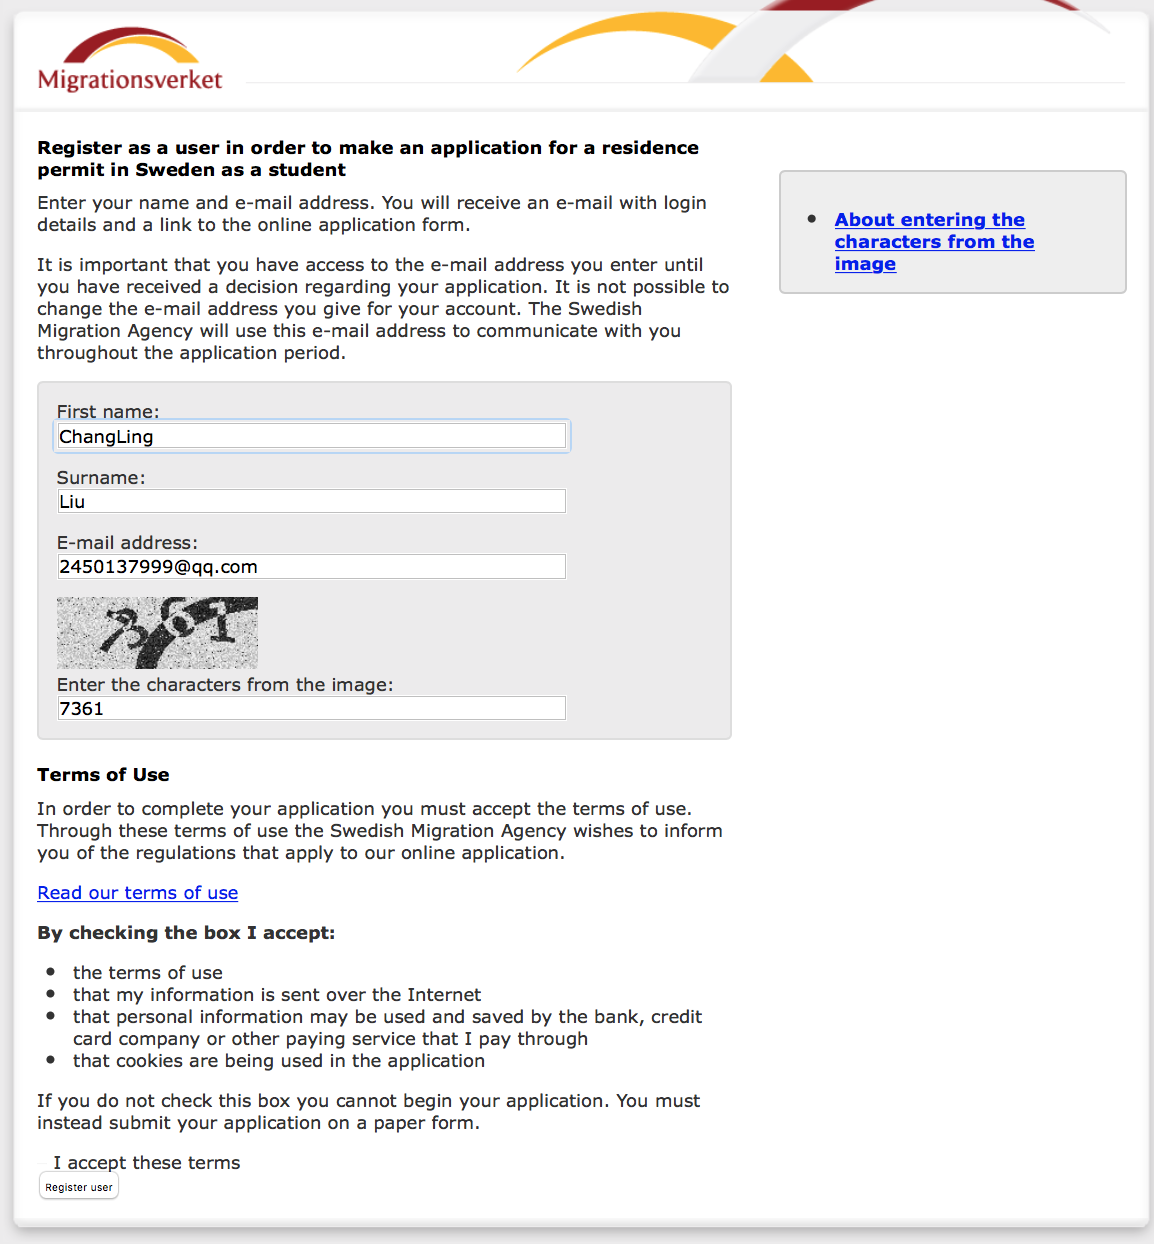 Migrationsverket
Register as a user in order to make an application for a residence
permit in Sweden as a student
Enter your name and e-mail address. You will receive an e-mail with login
details and a link to the online application form.
It is important that you have access to the e-mail address you enter until
you have received a decision regarding your application. It is not possible to
change the e-mail address you give for your account. The Swedish
Migration Agency will use this e-mail address to communicate with you
throughout the application period.
First name:
ChangLing
Surname:
Liu
E-mail address:
2450137999@qq.com
Enter the characters from the image:
7361
Terms of Use
In order to complete your application you must accept the terms of use.
Through these terms of use the Swedish Migration Agency wishes to inform
you of the regulations that apply to our online application.
Read our terms of use
By checking the box I accept:
• the terms of use
• that my information is sent over the Internet
• that personal information may be used and saved by the bank, credit
card company or other paying service that I pay through
• that cookies are being used in the application
If you do not check this box you cannot begin your application. You must
instead submit your application on a paper form.
I accept these terms
Register user
• About entering the
characters from the
image